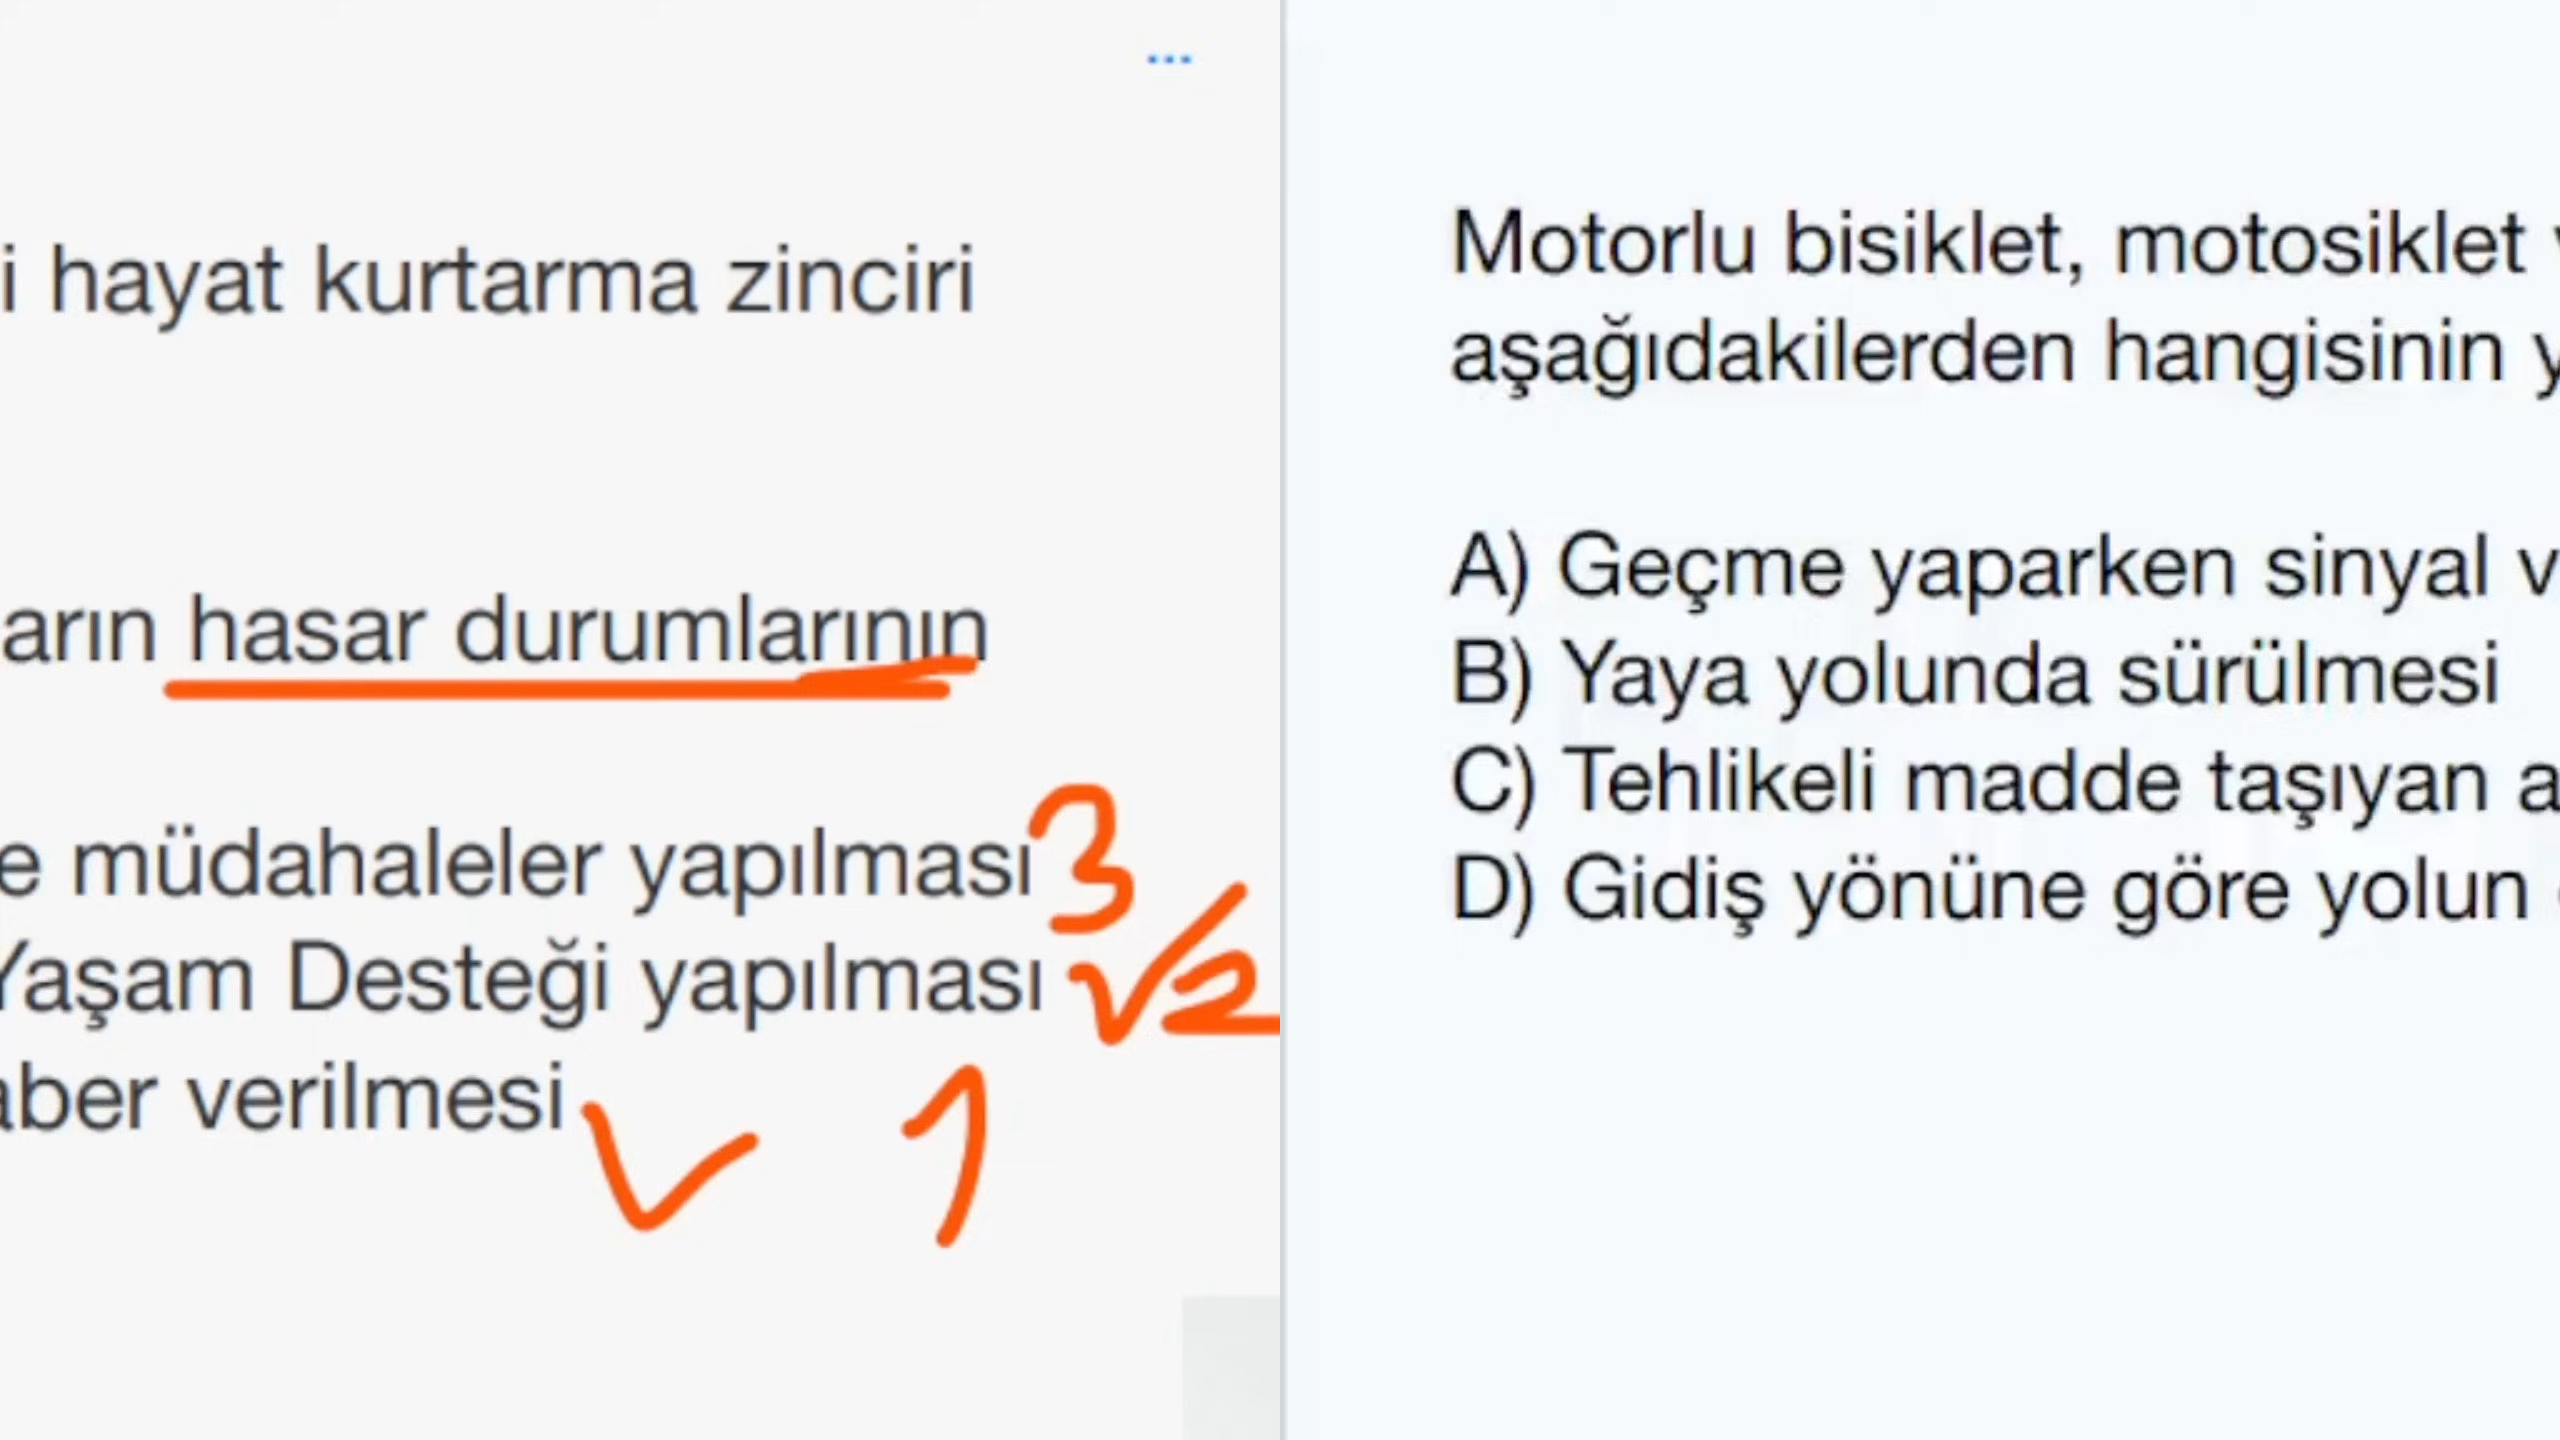 i hayat kurtarma zinciri
arın hasar durumlarının
e müdahaleler yapılması 3
Yaşam Desteği yapılması √2
aber verilmesi ✓ 1
Motorlu bisiklet, motosiklet
aşağıdakilerden hangisinin y
A) Geçme yaparken sinyal v
B) Yaya yolunda sürülmesi
C) Tehlikeli madde taşıyan a
D) Gidiş yönüne göre yolun